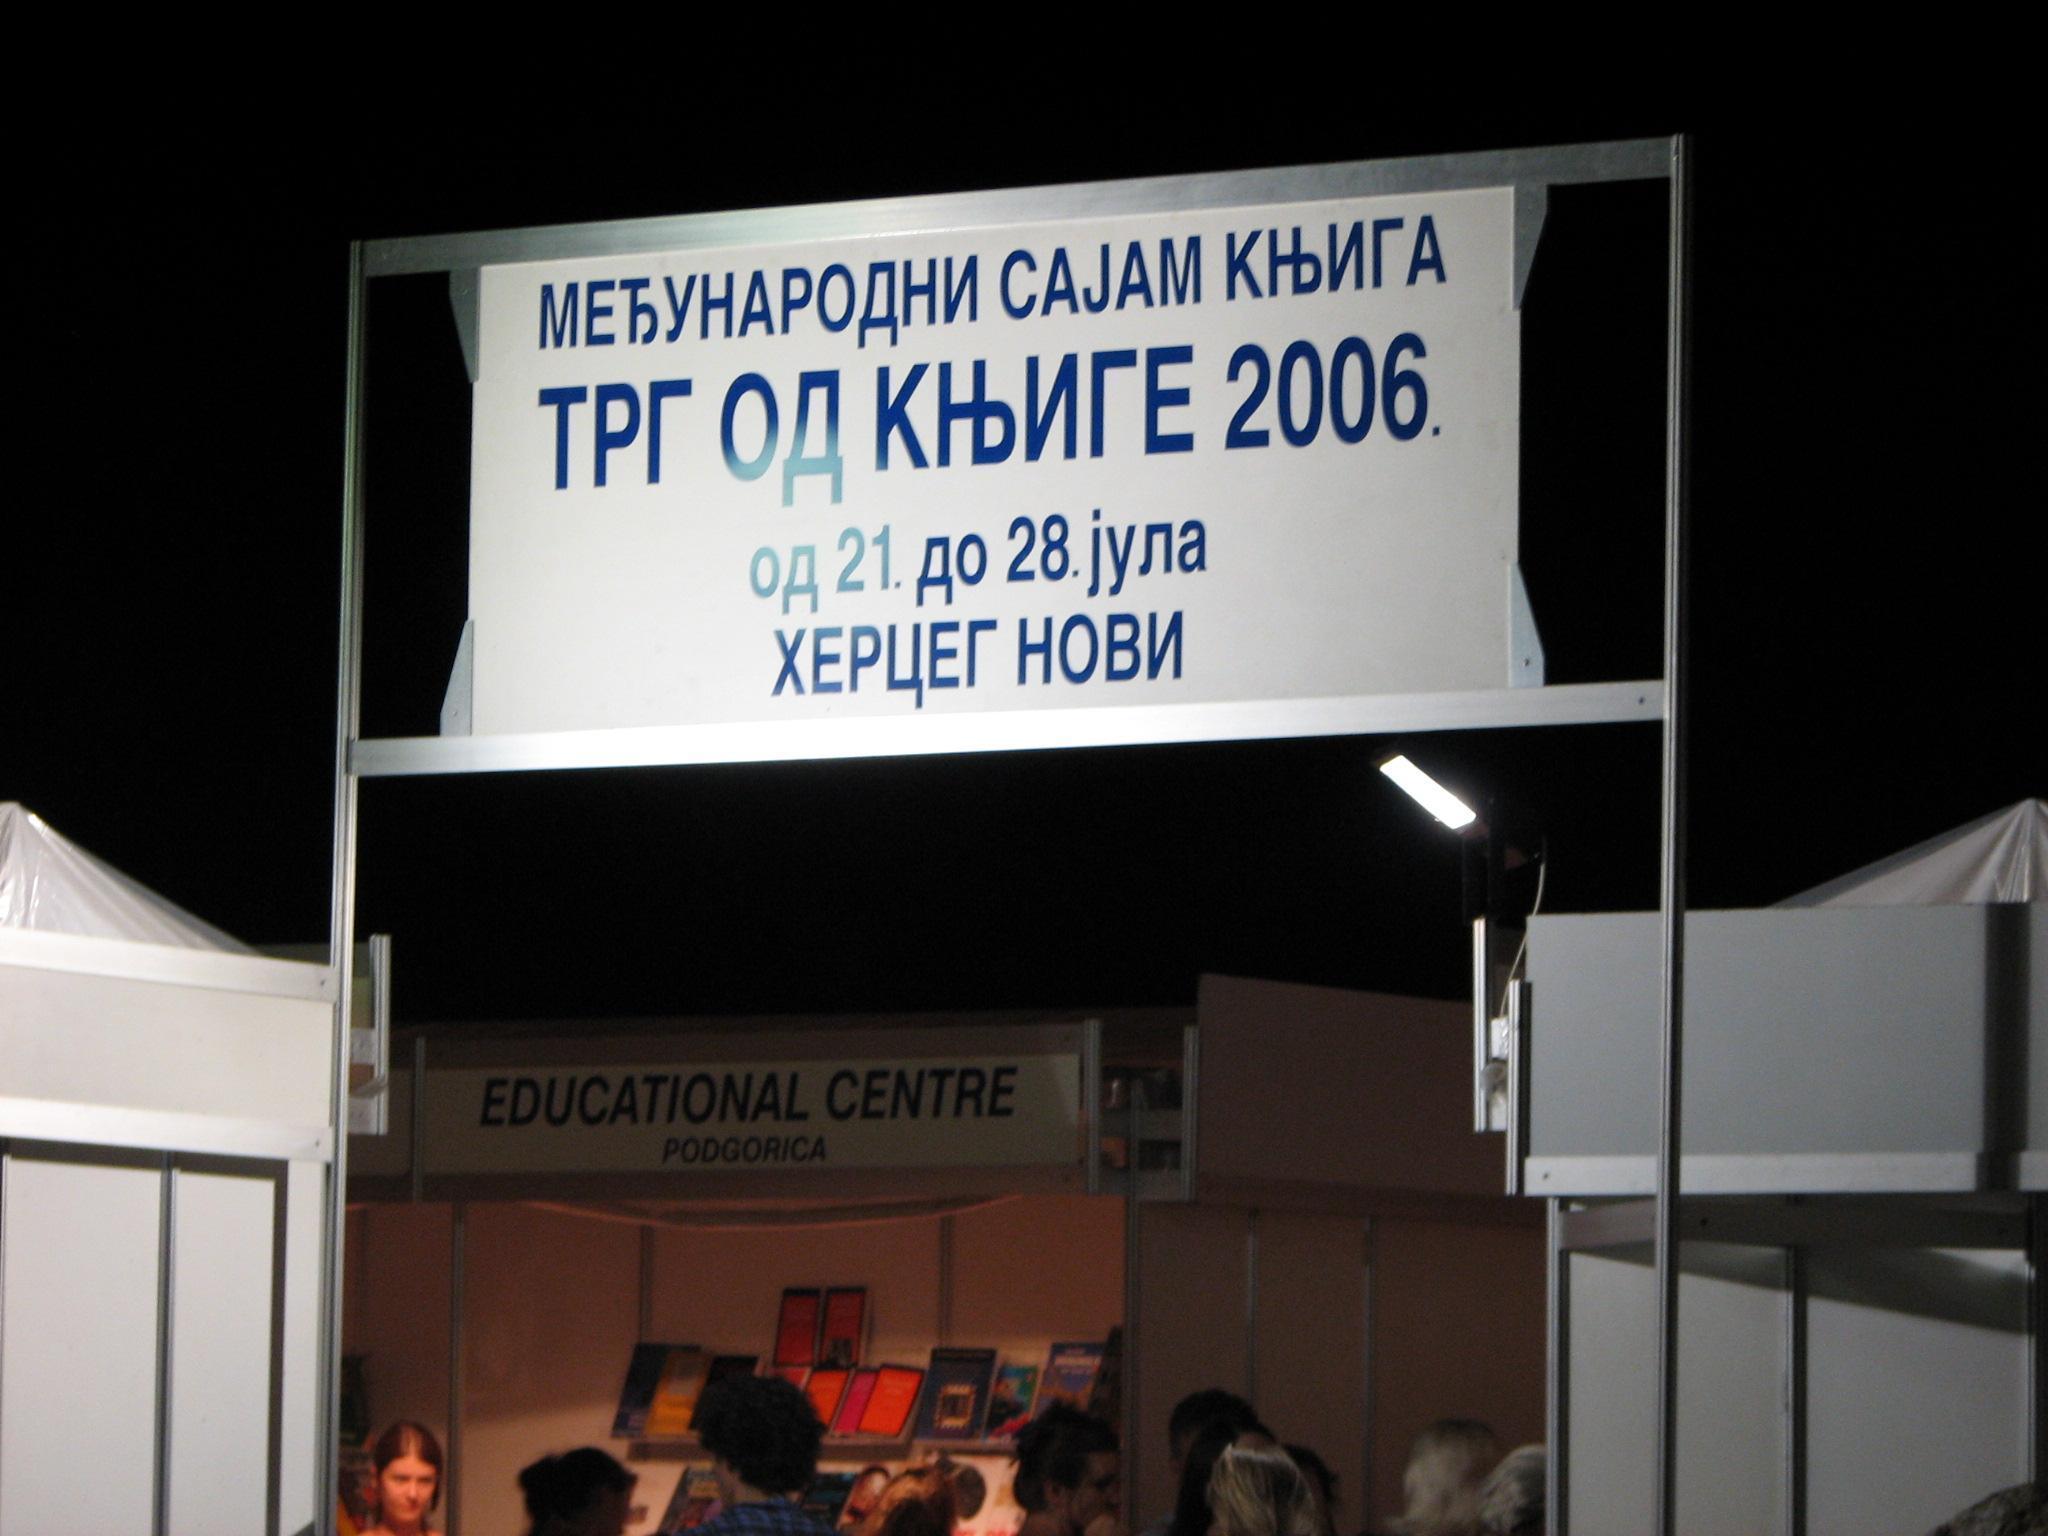 МЕЂУНАРОДНИ САЈАМ КЊИГА
ТРГ ОД КЊИГЕ 2006.
од 21. до 28. јула
ХЕРЦЕГ НОВИ
EDUCATIONAL CENTRE
PODGORICA